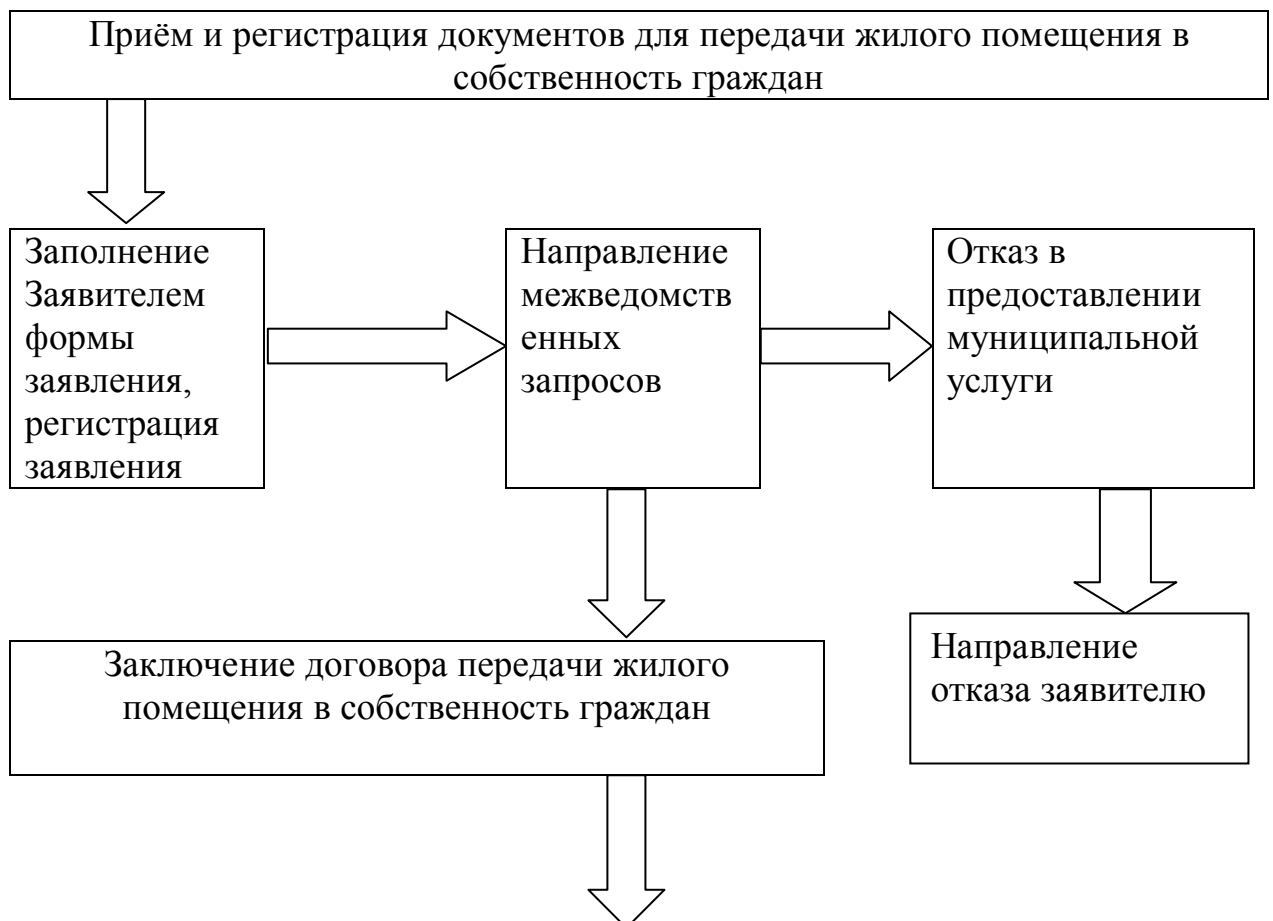 Приём и регистрация документов для передачи жилого помещения в
собственность граждан
Заполнение
Заявителем
формы
заявления,
регистрация
заявления
Направление
межведомств
енных
запросов
Отказ в
предоставлении
муниципальной
услуги
Заключение договора передачи жилого
помещения в собственность граждан
Направление
отказа заявителю